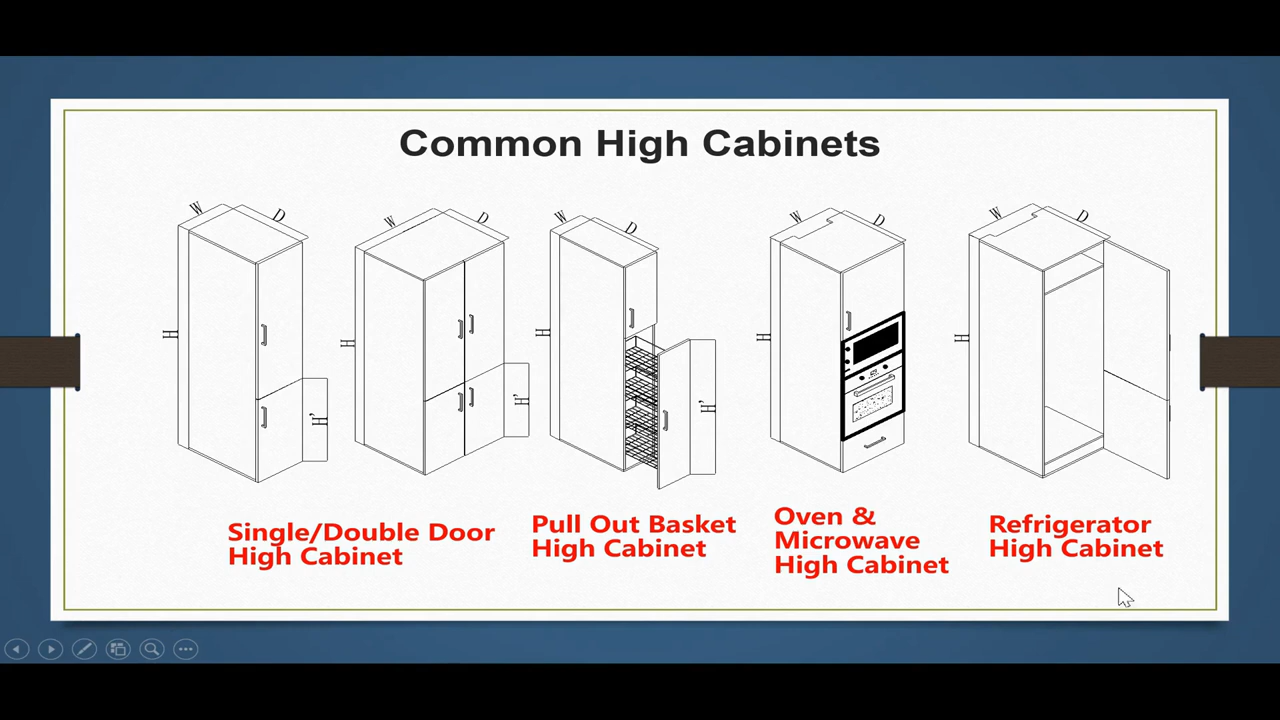 Common High Cabinets
W D
W D
W D
W D
W D
H
H'
H
H'
H
H'
H
H
Single/Double Door
High Cabinet
Pull Out Basket
High Cabinet
Oven &
Microwave
High Cabinet
Refrigerator
High Cabinet